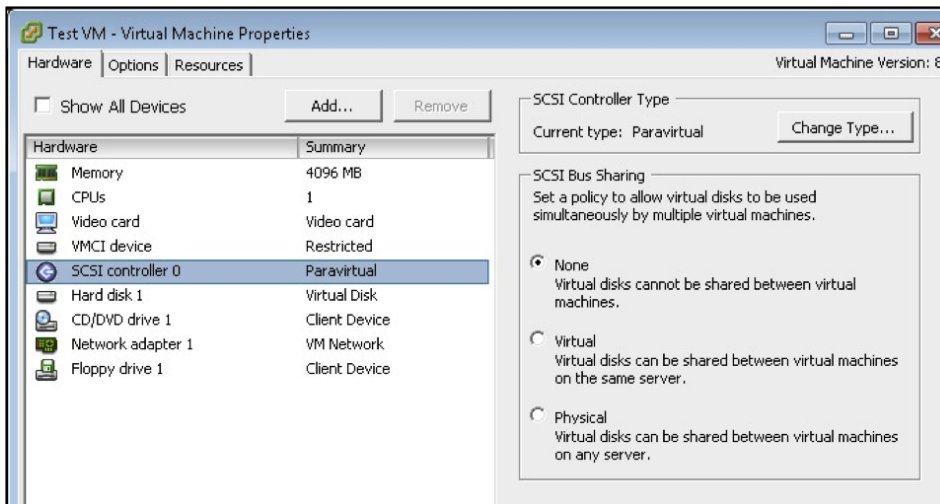 Test VM - Virtual Machine Properties
Hardware Options Resources
Virtual Machine Version: 8
Show All Devices
Add...
Remove
Hardware Summary
Memory 4096 MB
CPUs 1
Video card Video card
VMCI device Restricted
SCSI controller 0 Paravirtual
Hard disk 1 Virtual Disk
CD/DVD drive 1 Client Device
Network adapter 1 VM Network
Floppy drive 1 Client Device
SCSI Controller Type
Current type: Paravirtual
Change Type...
SCSI Bus Sharing
Set a policy to allow virtual disks to be used
simultaneously by multiple virtual machines.
None
Virtual disks cannot be shared between virtual
machines.
Virtual
Virtual disks can be shared between virtual machines
on the same server.
Physical
Virtual disks can be shared between virtual machines
on any server.